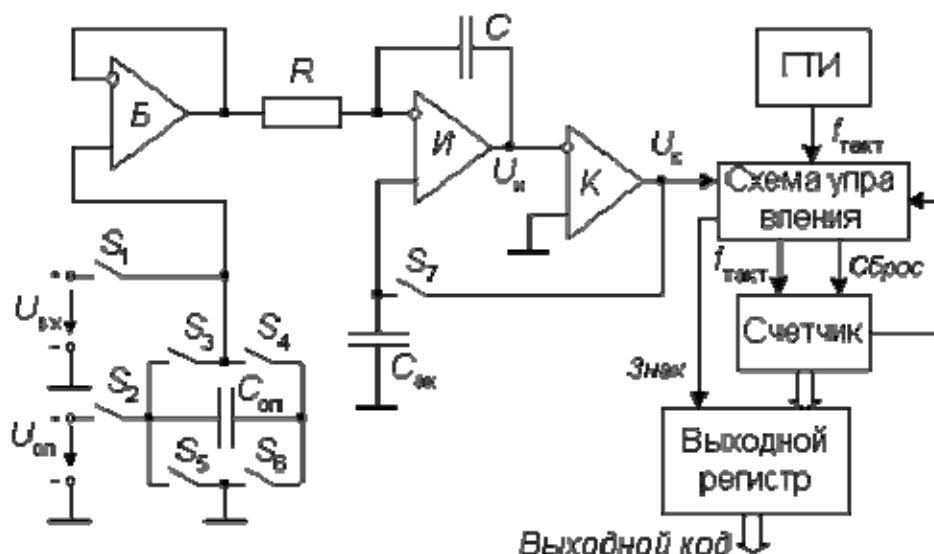 C
R
ГТИ
Б
И
К
fтакт
Uи
Uк
Схема упра
вления
S1
Uвх
S7
fтакт
Сброс
S3
S4
Счетчик
S2
Cоп
Cак
Знак
Uоп
S5
S6
Выходной
регистр
Выходной код